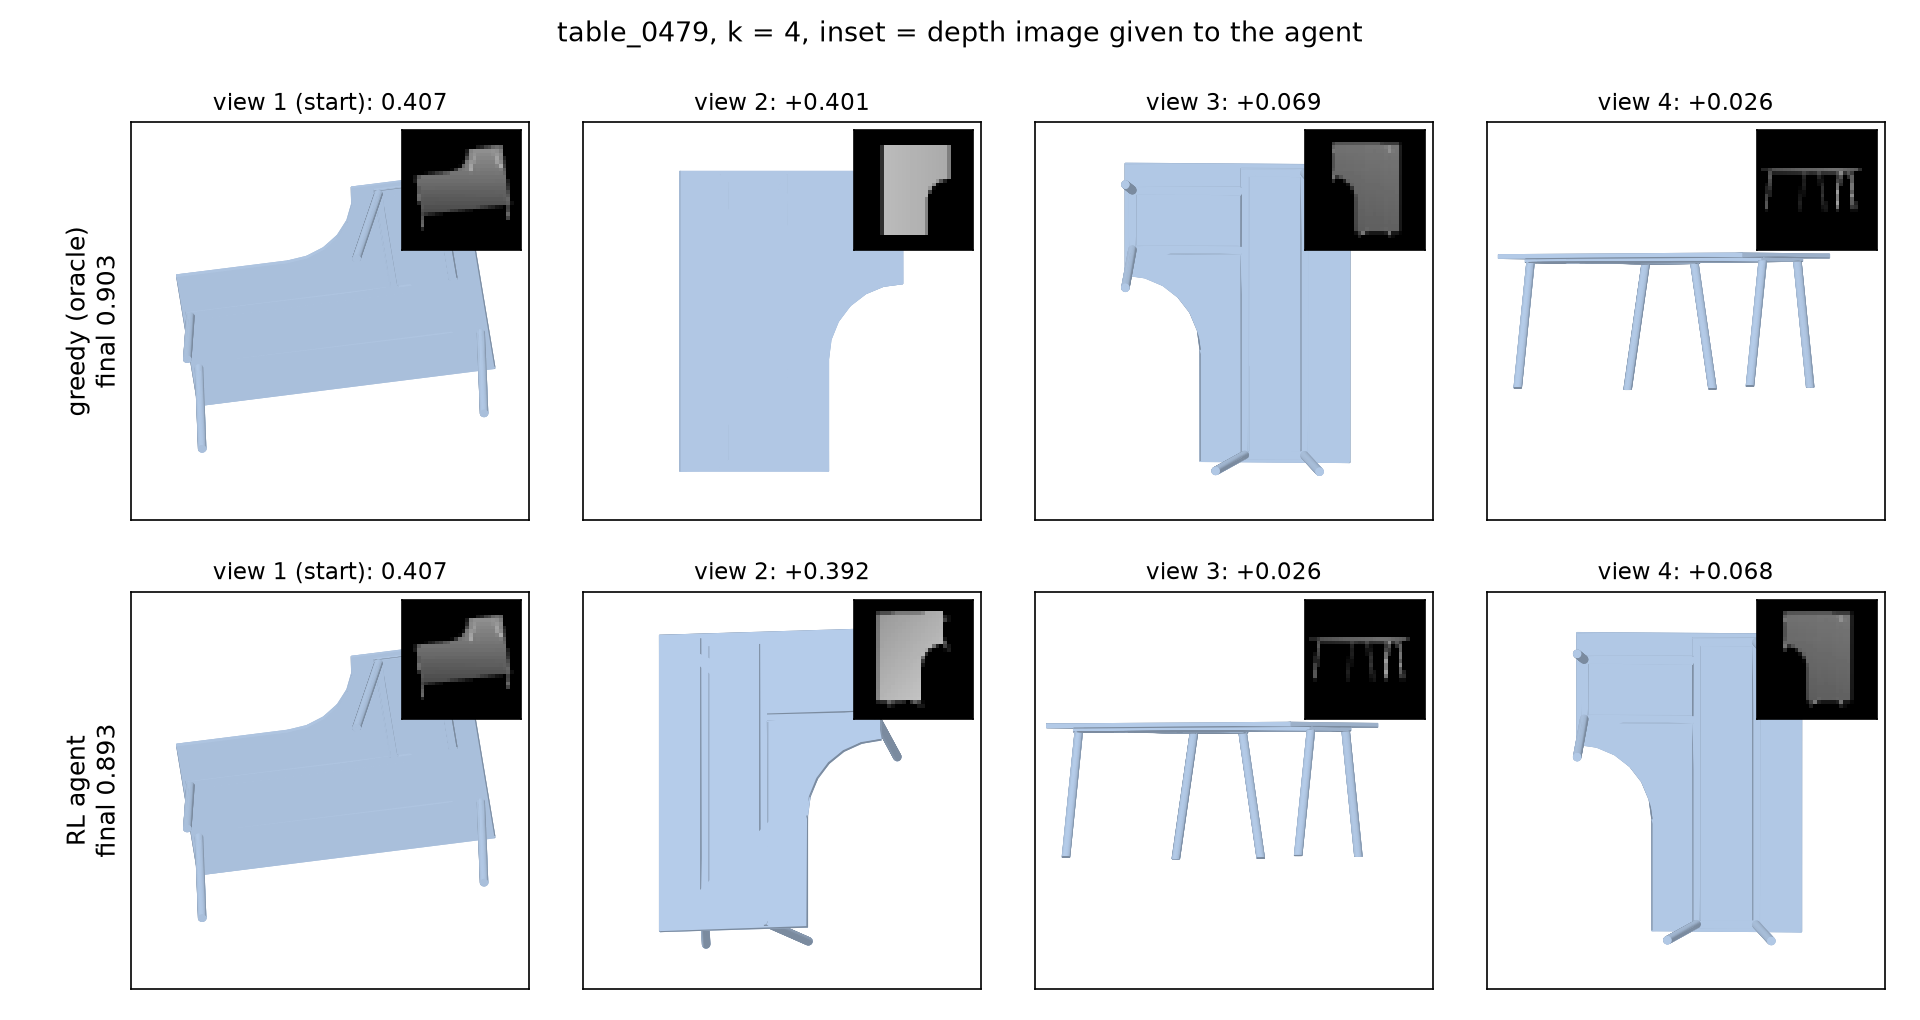 table_0479, k = 4, inset = depth image given to the agent
greedy (oracle)
final 0.903
view 1 (start): 0.407
view 2: +0.401
view 3: +0.069
view 4: +0.026
RL agent
final 0.893
view 1 (start): 0.407
view 2: +0.392
view 3: +0.026
view 4: +0.068